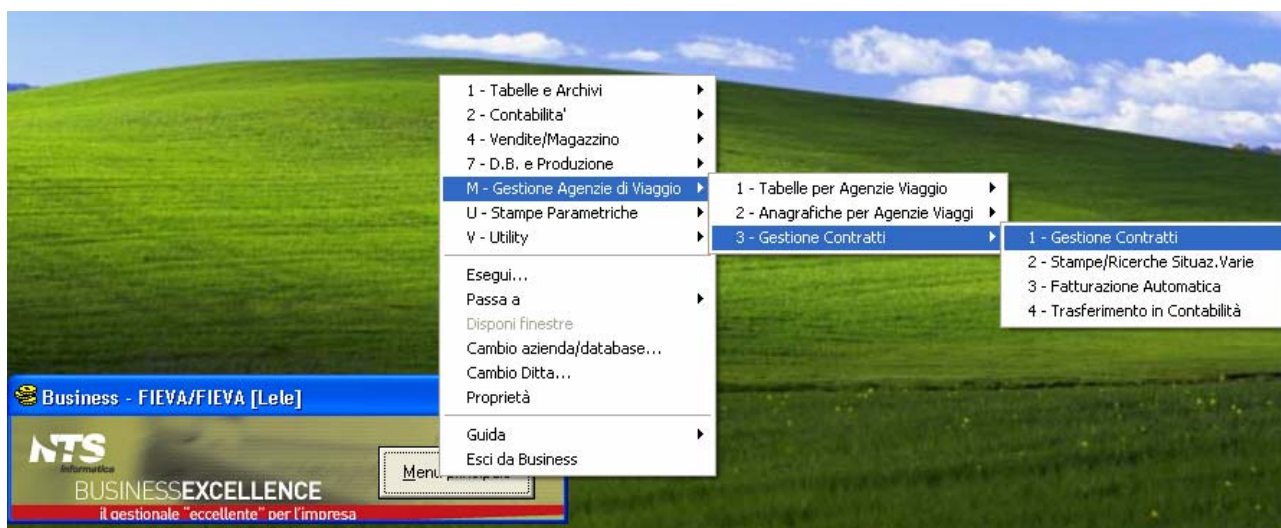 1 - Tabelle e Archivi
2 - Contabilita'
4 - Vendite/Magazzino
7 - D.B. e Produzione
M - Gestione Agenzie di Viaggio
U - Stampe Parametriche
V - Utility
Esegui...
Passa a
Disponi finestre
Cambio azienda/database...
Cambio Ditta...
Proprietà
Guida
Esci da Business
1 - Tabelle per Agenzie Viaggio
2 - Anagrafiche per Agenzie Viaggi
3 - Gestione Contratti
1 - Gestione Contratti
2 - Stampe/Ricerche Situaz.Varie
3 - Fatturazione Automatica
4 - Trasferimento in Contabilità
Business - FIEVA/FIEVA [Lele]
NTS
informatica
BUSINESSEXCELLENCE
il gestionale "eccellente" per l'impresa